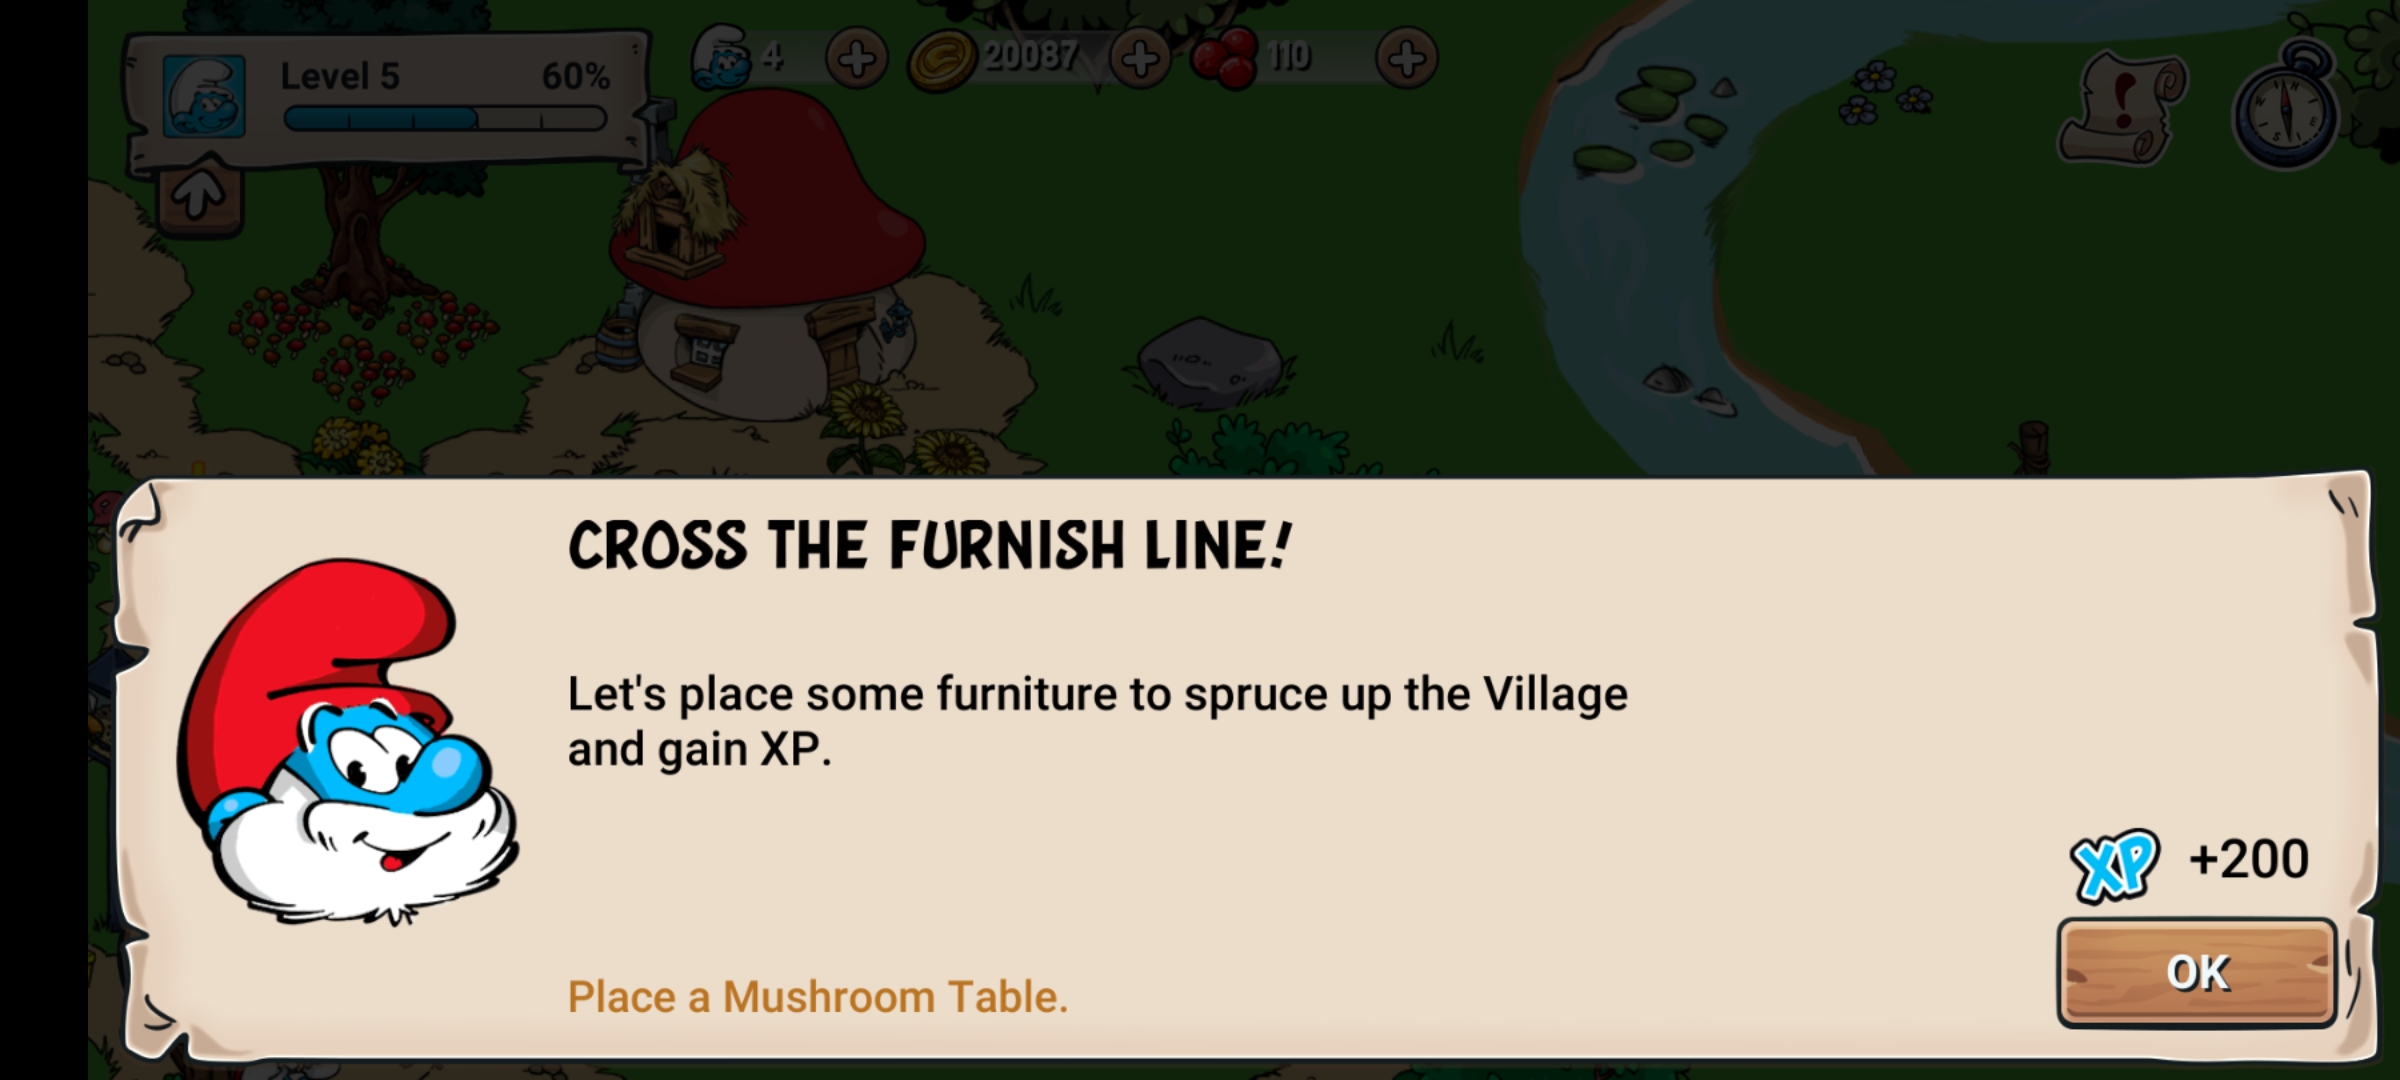 Level 5 60%
4
20087
110
CROSS THE FURNISH LINE!
Let's place some furniture to spruce up the Village
and gain XP.
XP +200
Place a Mushroom Table.
OK